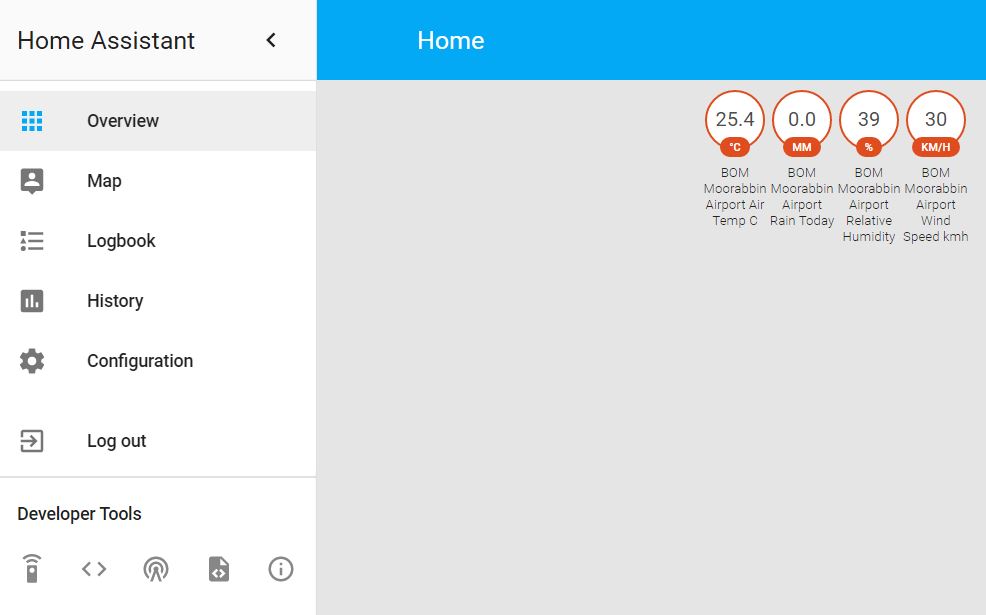 Home Assistant
Home
Overview
Map
Logbook
History
Configuration
Log out
Developer Tools
25.4
°C
BOM
Moorabbin
Airport Air
Temp C
0.0
MM
BOM
Moorabbin
Airport
Rain Today
39
%
BOM
Moorabbin
Airport
Relative
Humidity
30
KM/H
BOM
Moorabbin
Airport
Wind
Speed kmh